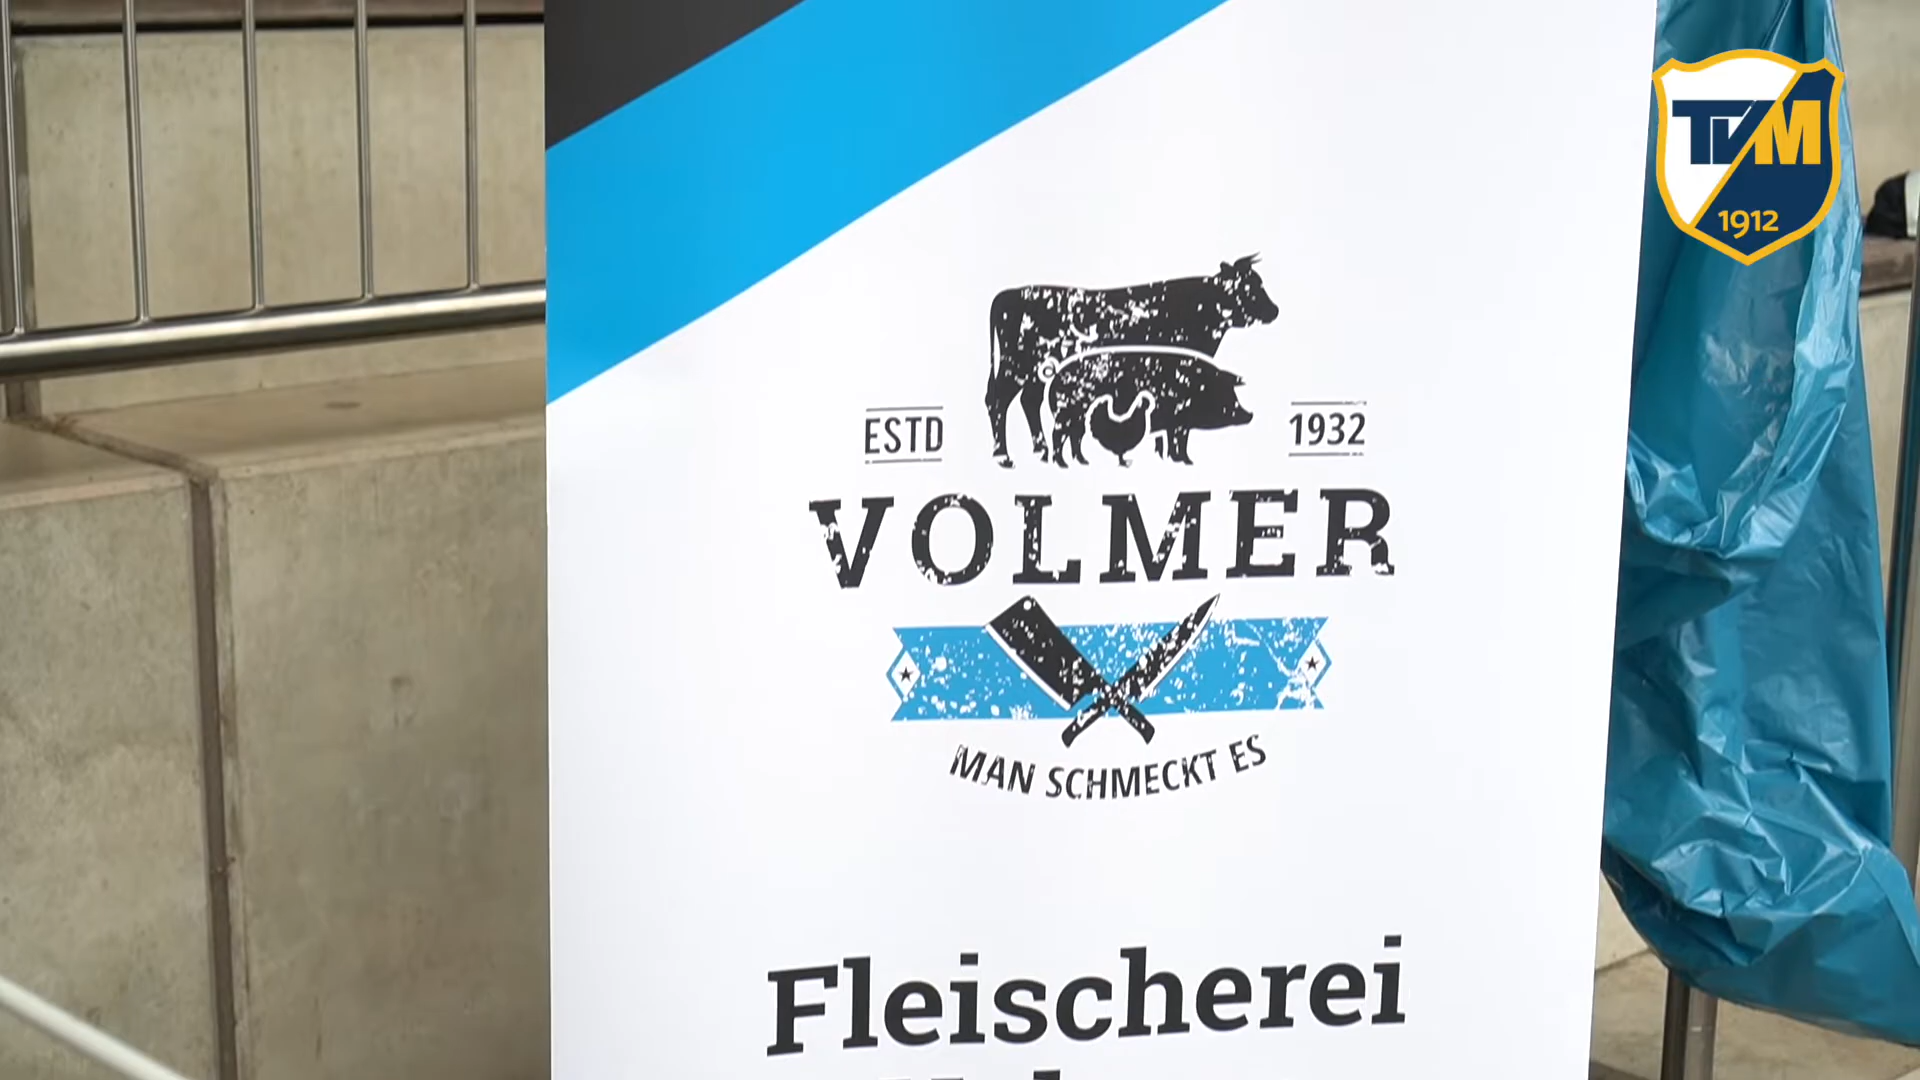 TVM
1912
ESTD
1932
VOLMER
MAN SCHMECKT ES
Fleischerei